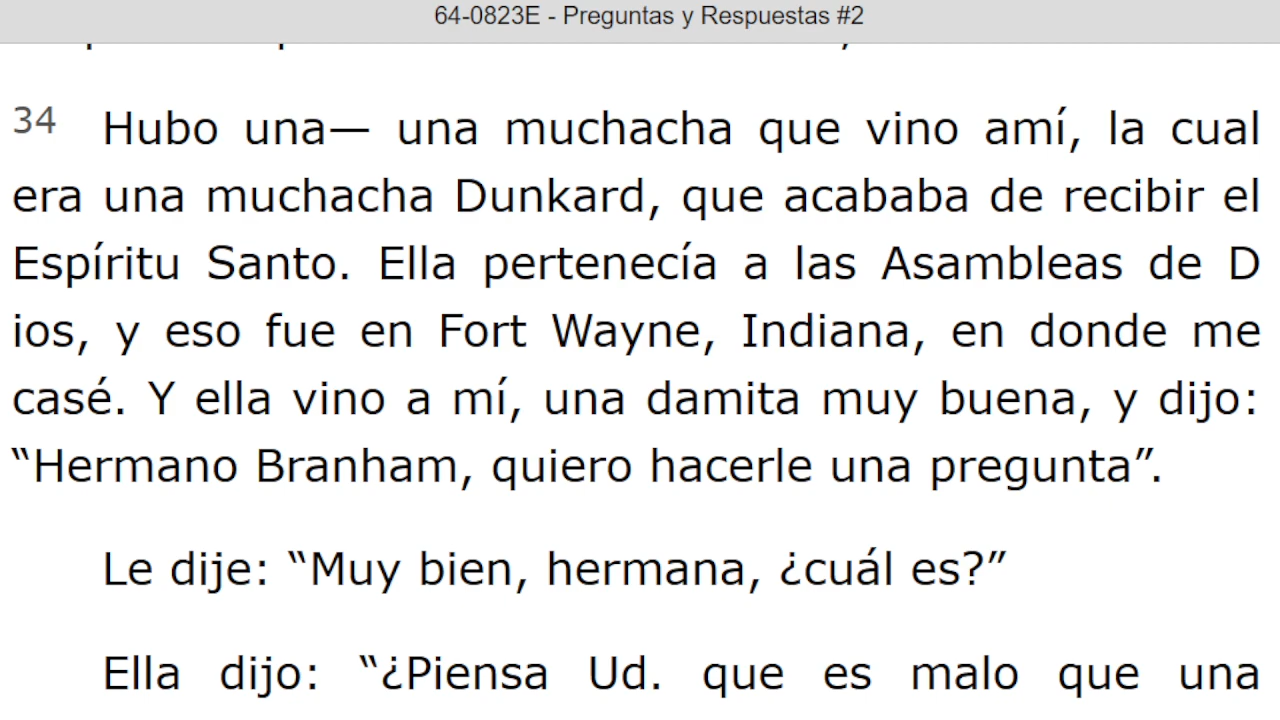 64-0823E - Preguntas y Respuestas #2
34 Hubo una— una muchacha que vino amí, la cual
era una muchacha Dunkard, que acababa de recibir el
Espíritu Santo. Ella pertenecía a las Asambleas de D
ios, y eso fue en Fort Wayne, Indiana, en donde me
casé. Y ella vino a mí, una damita muy buena, y dijo:
“Hermano Branham, quiero hacerle una pregunta”.
Le dije: “Muy bien, hermana, ¿cuál es?”
Ella dijo: “¿Piensa Ud. que es malo que una